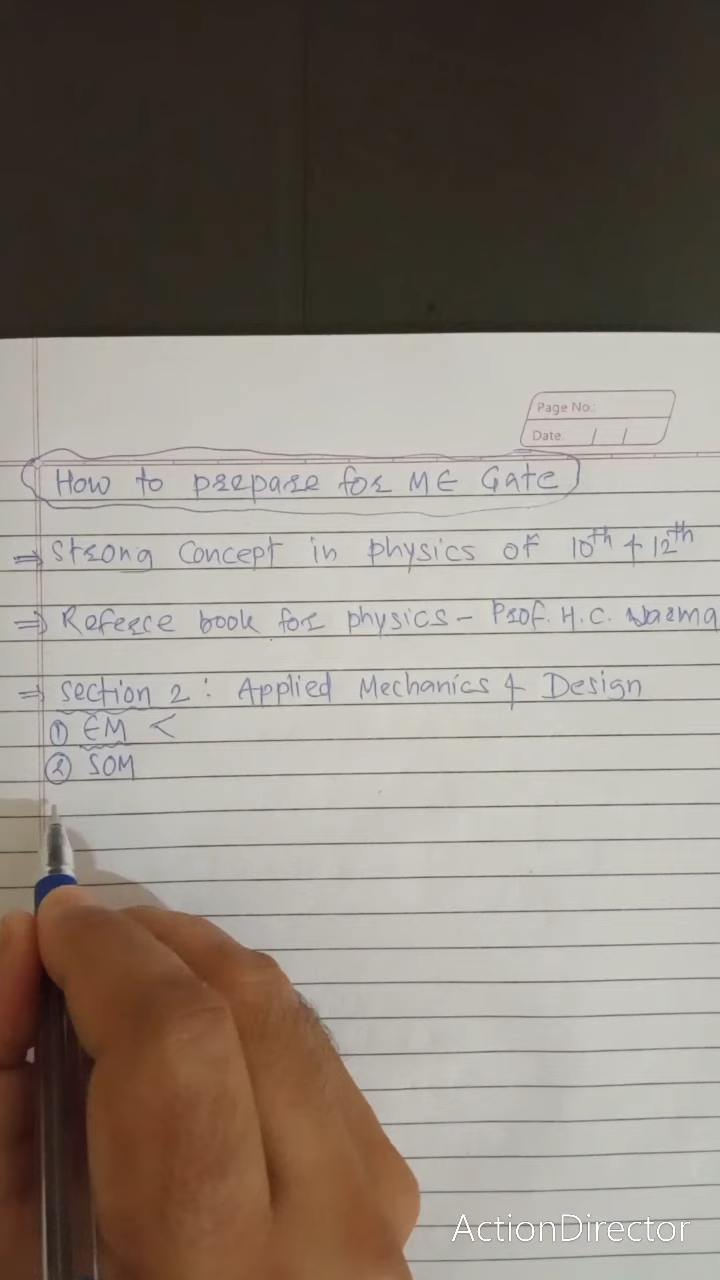 Page No.:
Date. / /
How to prepare for ME Gate
⇒ Strong Concept in physics of 10th & 12th
⇒ Referce book for physics - Prof. H.C. Warma
⇒ Section 2 : Applied Mechanics & Design
① EM <
② SOM
ActionDirector